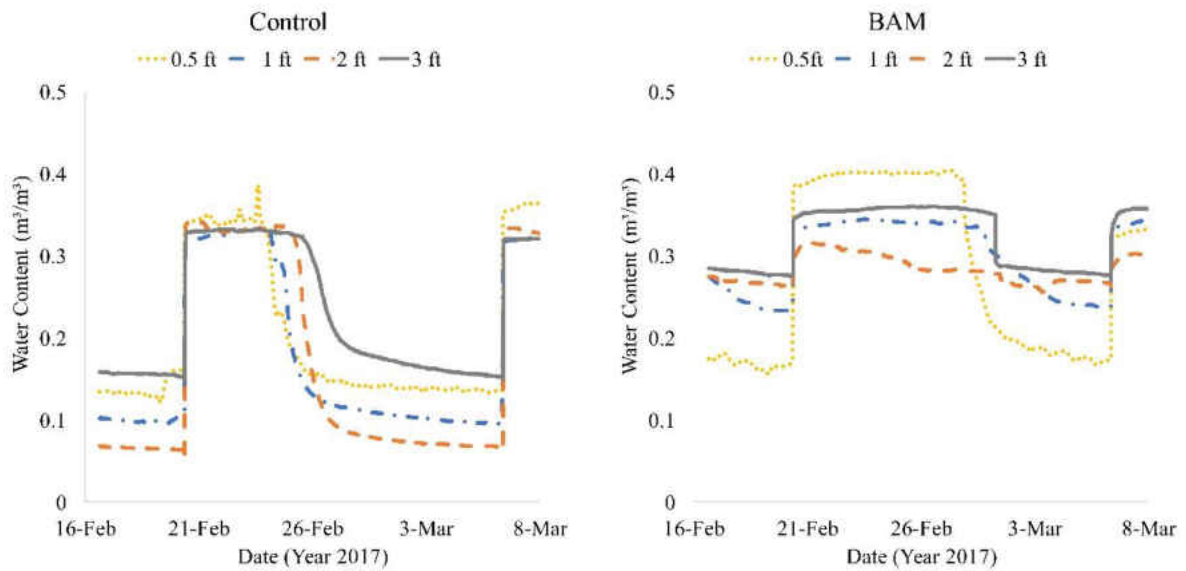 Control
0.5 ft 1 ft 2 ft 3 ft
Water Content (m³/m³)
0.5
0.4
0.3
0.2
0.1
0
16-Feb 21-Feb 26-Feb 3-Mar 8-Mar
Date (Year 2017)
BAM
0.5ft 1 ft 2 ft 3 ft
Water Content (m³/m³)
0.5
0.4
0.3
0.2
0.1
0
16-Feb 21-Feb 26-Feb 3-Mar 8-Mar
Date (Year 2017)